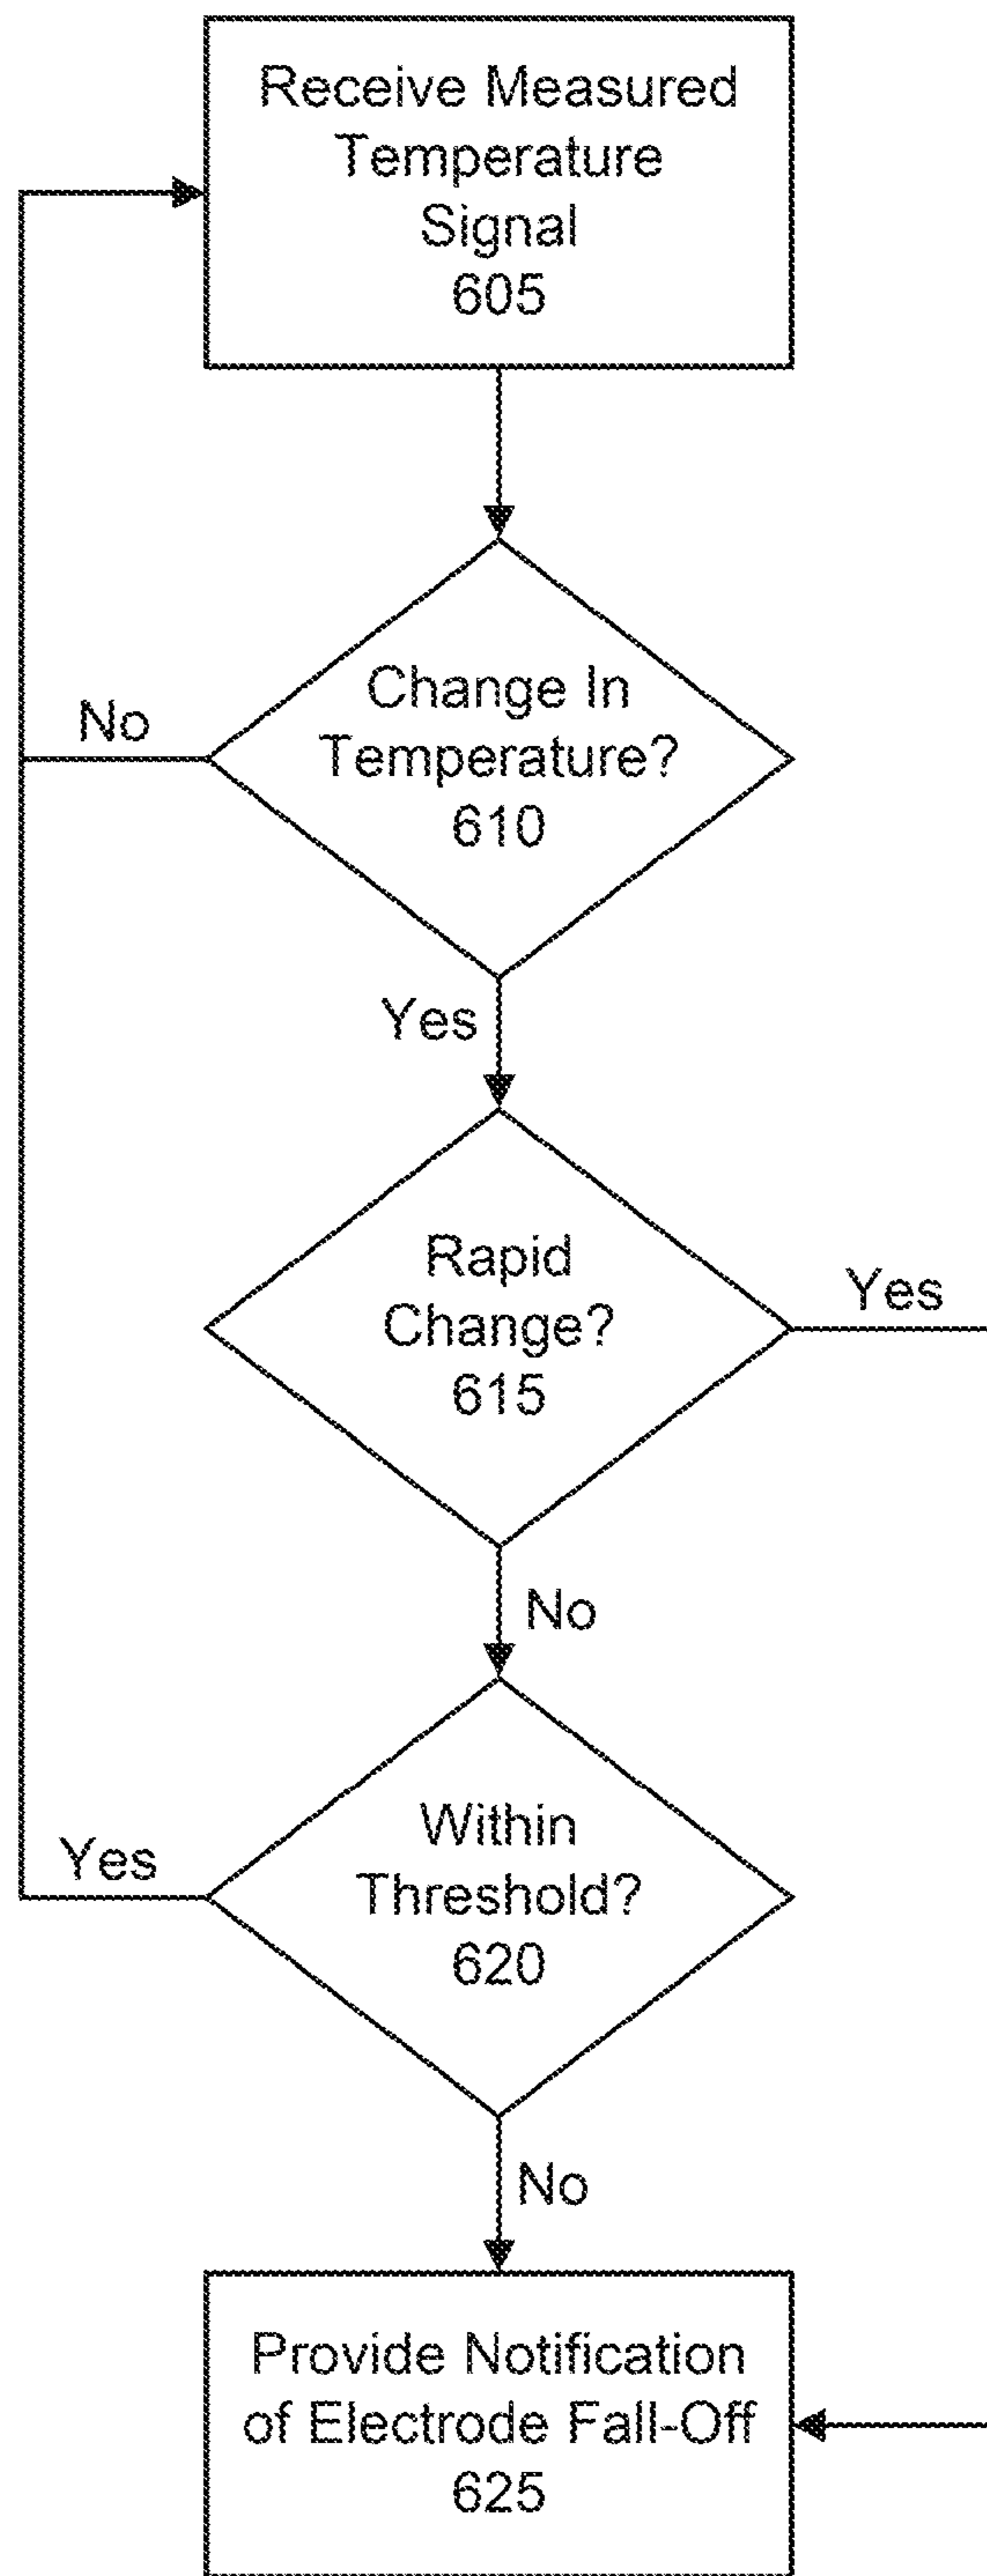 Receive Measured
Temperature
Signal
605
Change In
Temperature?
610
No
Yes
Rapid
Change?
615
Yes
No
Within
Threshold?
620
Yes
No
Provide Notification
of Electrode Fall-Off
625